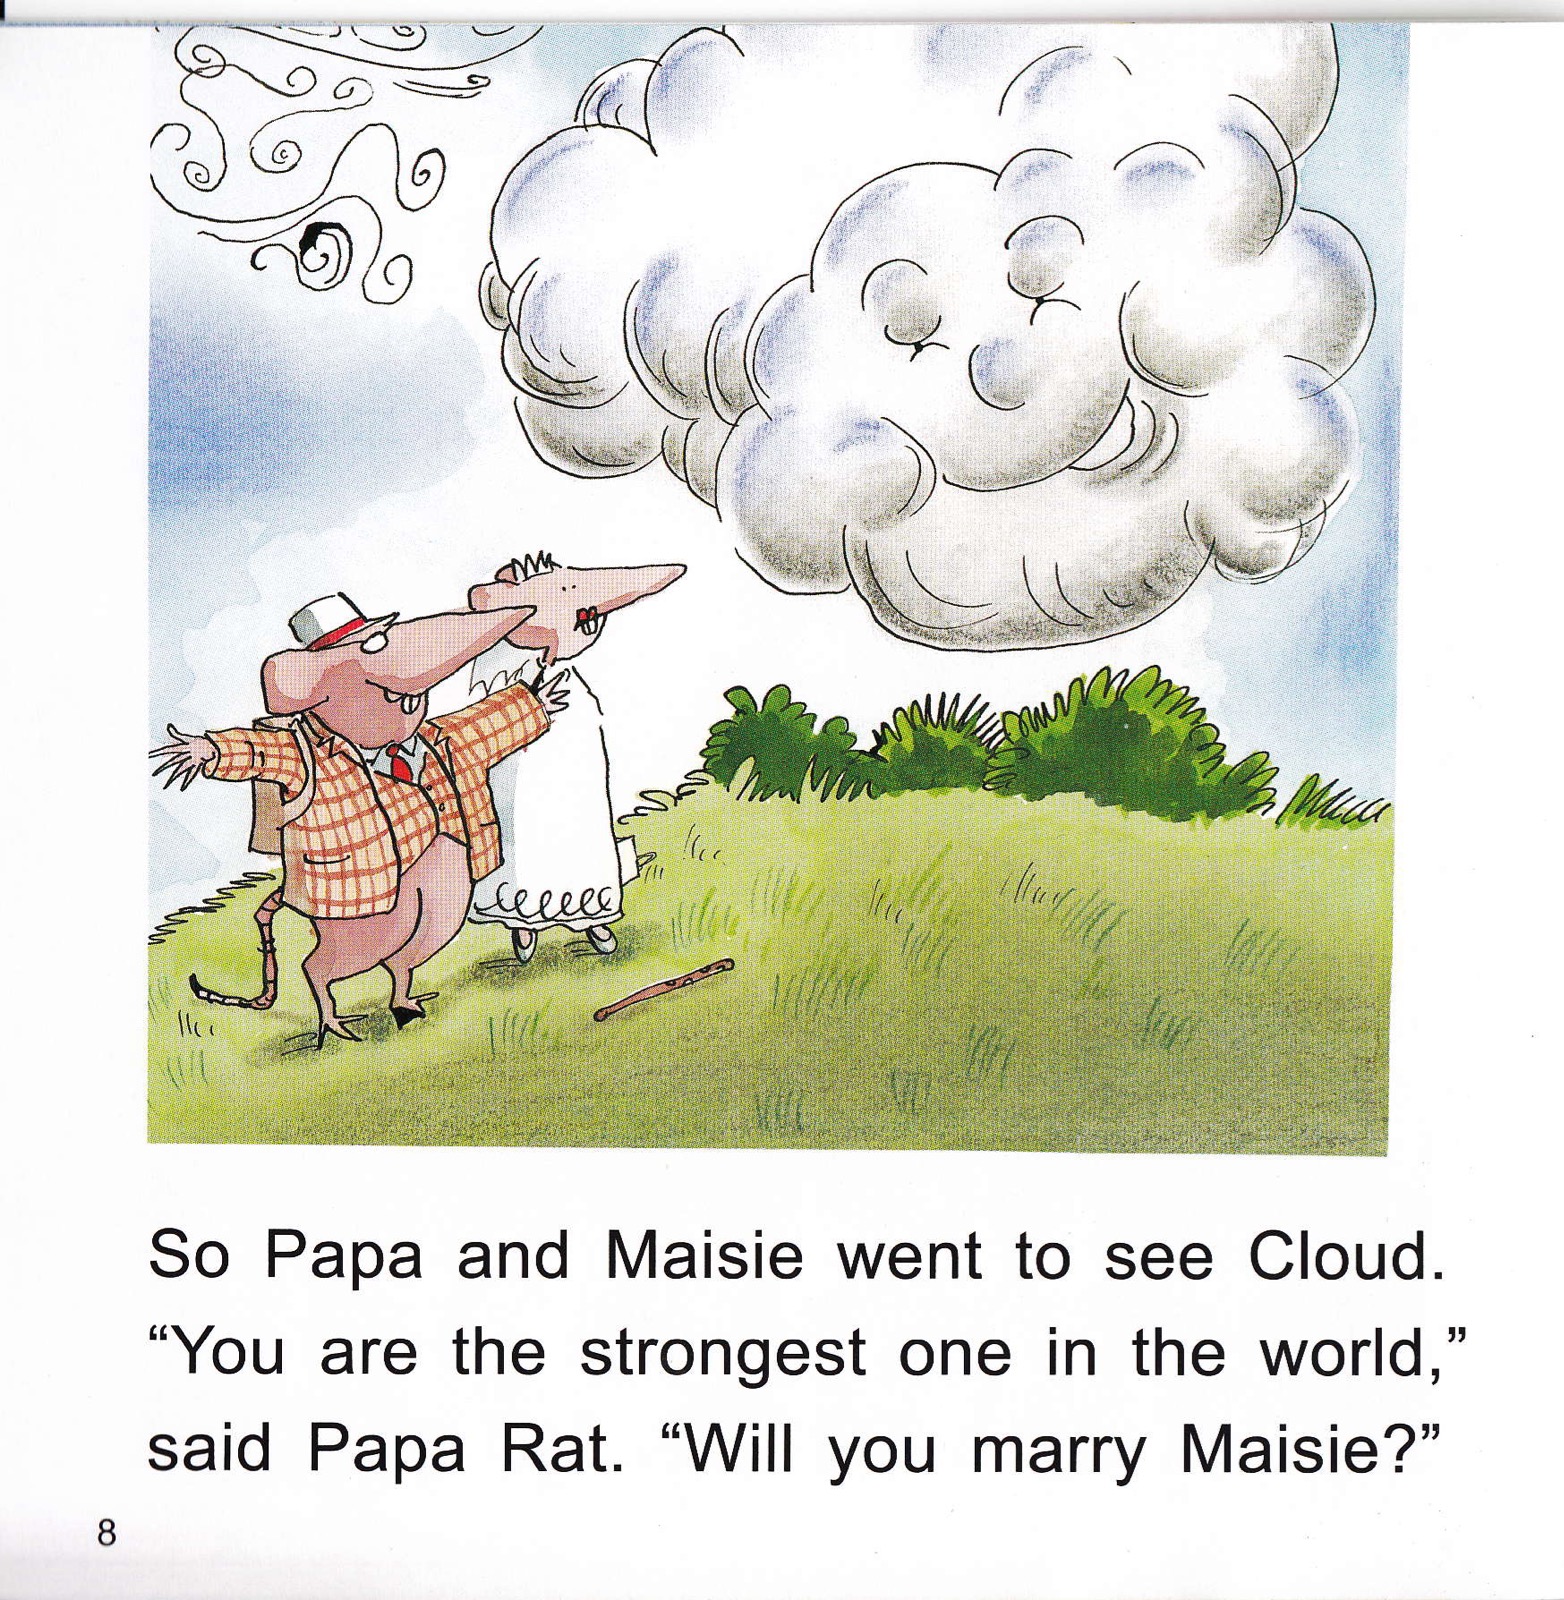 So Papa and Maisie went to see Cloud.
“You are the strongest one in the world,”
said Papa Rat. “Will you marry Maisie?”
8